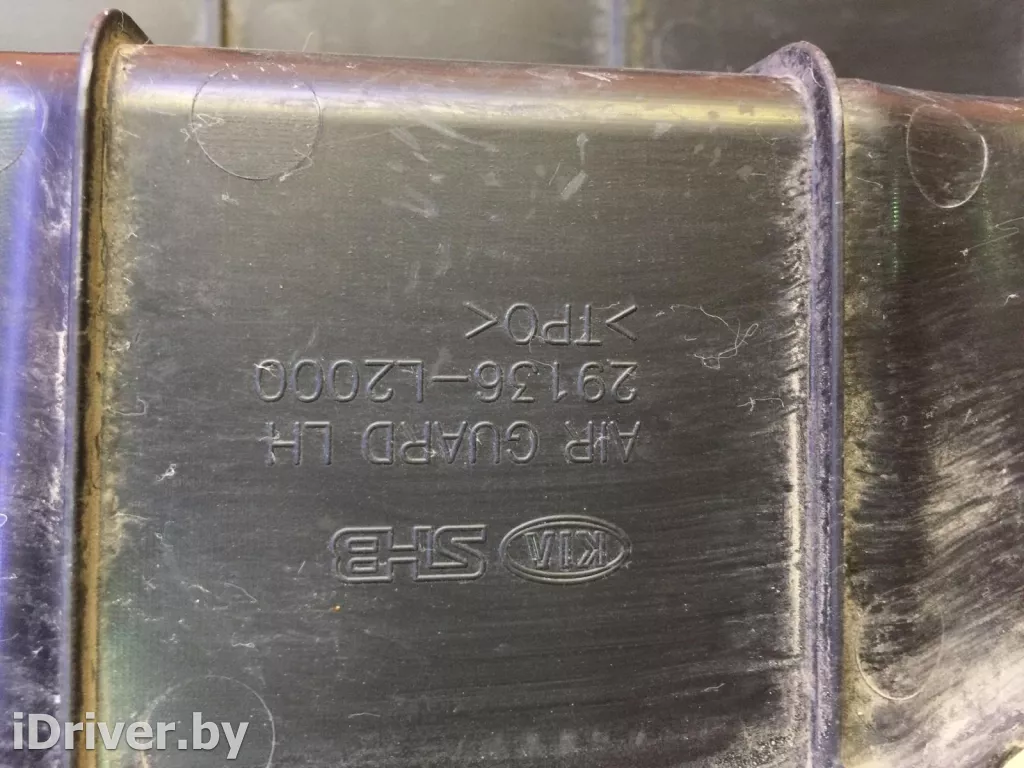 KIA SHB
AIR GUARD LH
29136-L2000
>TPO<
iDriver.by